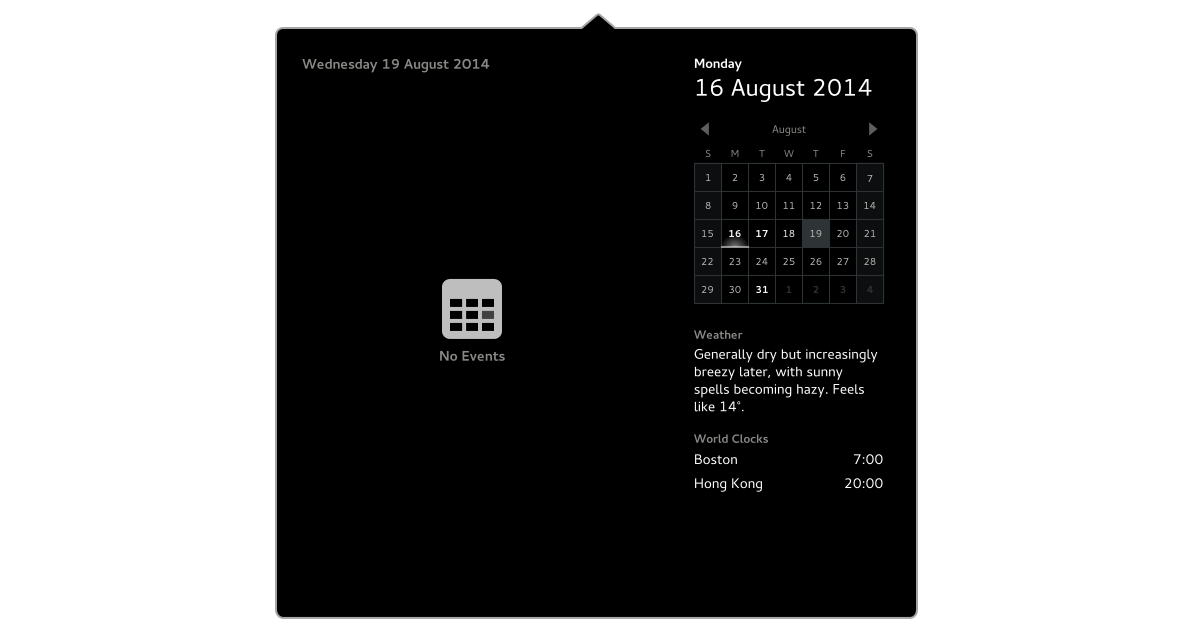 Wednesday 19 August 2014
No Events
Monday
16 August 2014
August
S M T W T F S
1 2 3 4 5 6 7
8 9 10 11 12 13 14
15 16 17 18 19 20 21
22 23 24 25 26 27 28
29 30 31 1 2 3 4
Weather
Generally dry but increasingly
breezy later, with sunny
spells becoming hazy. Feels
like 14°.
World Clocks
Boston 7:00
Hong Kong 20:00